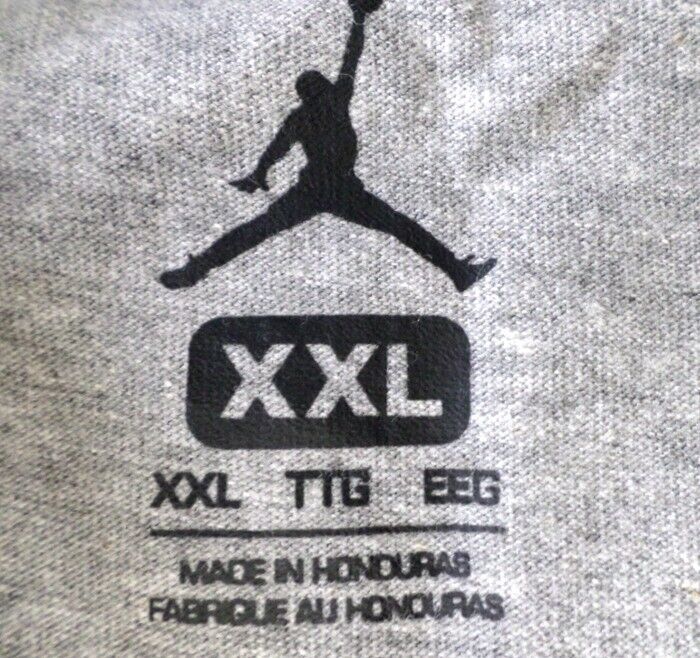 XXL
XXL TTG EEG
MADE IN HONDURAS
FABRIQUE AU HONDURAS